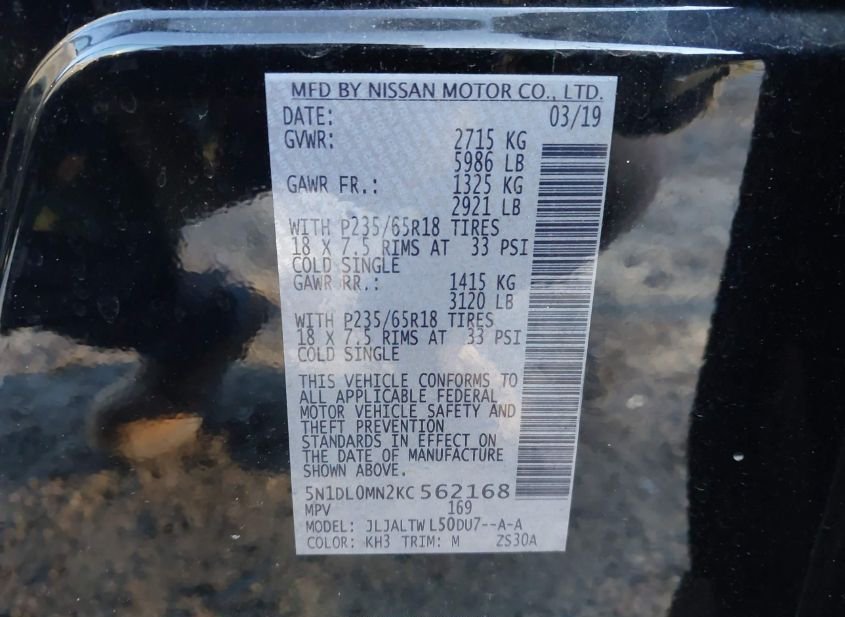 MFD BY NISSAN MOTOR CO., LTD.
DATE: 03/19
GVWR: 2715 KG
5986 LB
GAWR FR.: 1325 KG
2921 LB
WITH P235/65R18 TIRES
18 X 7.5 RIMS AT 33 PSI
COLD SINGLE
GAWR RR.: 1415 KG
3120 LB
WITH P235/65R18 TIRES
18 X 7.5 RIMS AT 33 PSI
COLD SINGLE
THIS VEHICLE CONFORMS TO
ALL APPLICABLE FEDERAL
MOTOR VEHICLE SAFETY AND
THEFT PREVENTION
STANDARDS IN EFFECT ON
THE DATE OF MANUFACTURE
SHOWN ABOVE.
5N1DL0MN2KC562168
MPV 169
MODEL: JLJALTWL50DU7--A-A
COLOR: KH3 TRIM: M ZS30A